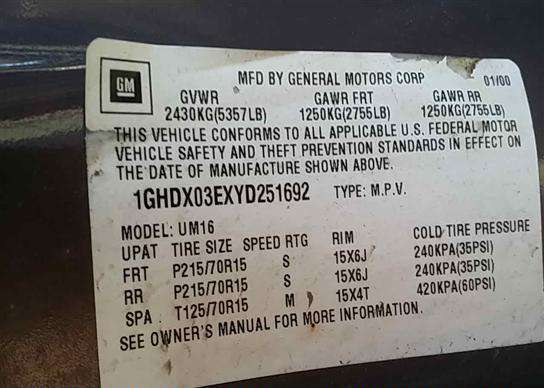 GM
MFD BY GENERAL MOTORS CORP 01/00
GVWR GAWR FRT GAWR RR
2430KG(5357LB) 1250KG(2755LB) 1250KG(2755LB)
THIS VEHICLE CONFORMS TO ALL APPLICABLE U.S. FEDERAL MOTOR
VEHICLE SAFETY AND THEFT PREVENTION STANDARDS IN EFFECT ON
THE DATE OF MANUFACTURE SHOWN ABOVE.
1GHDX03EXYD251692 TYPE: M.P.V.
MODEL: UM16
UPAT TIRE SIZE SPEED RTG RIM COLD TIRE PRESSURE
FRT P215/70R15 S 15X6J 240KPA(35PSI)
RR P215/70R15 S 15X6J 240KPA(35PSI)
SPA T125/70R15 M 15X4T 420KPA(60PSI)
SEE OWNER'S MANUAL FOR MORE INFORMATION.